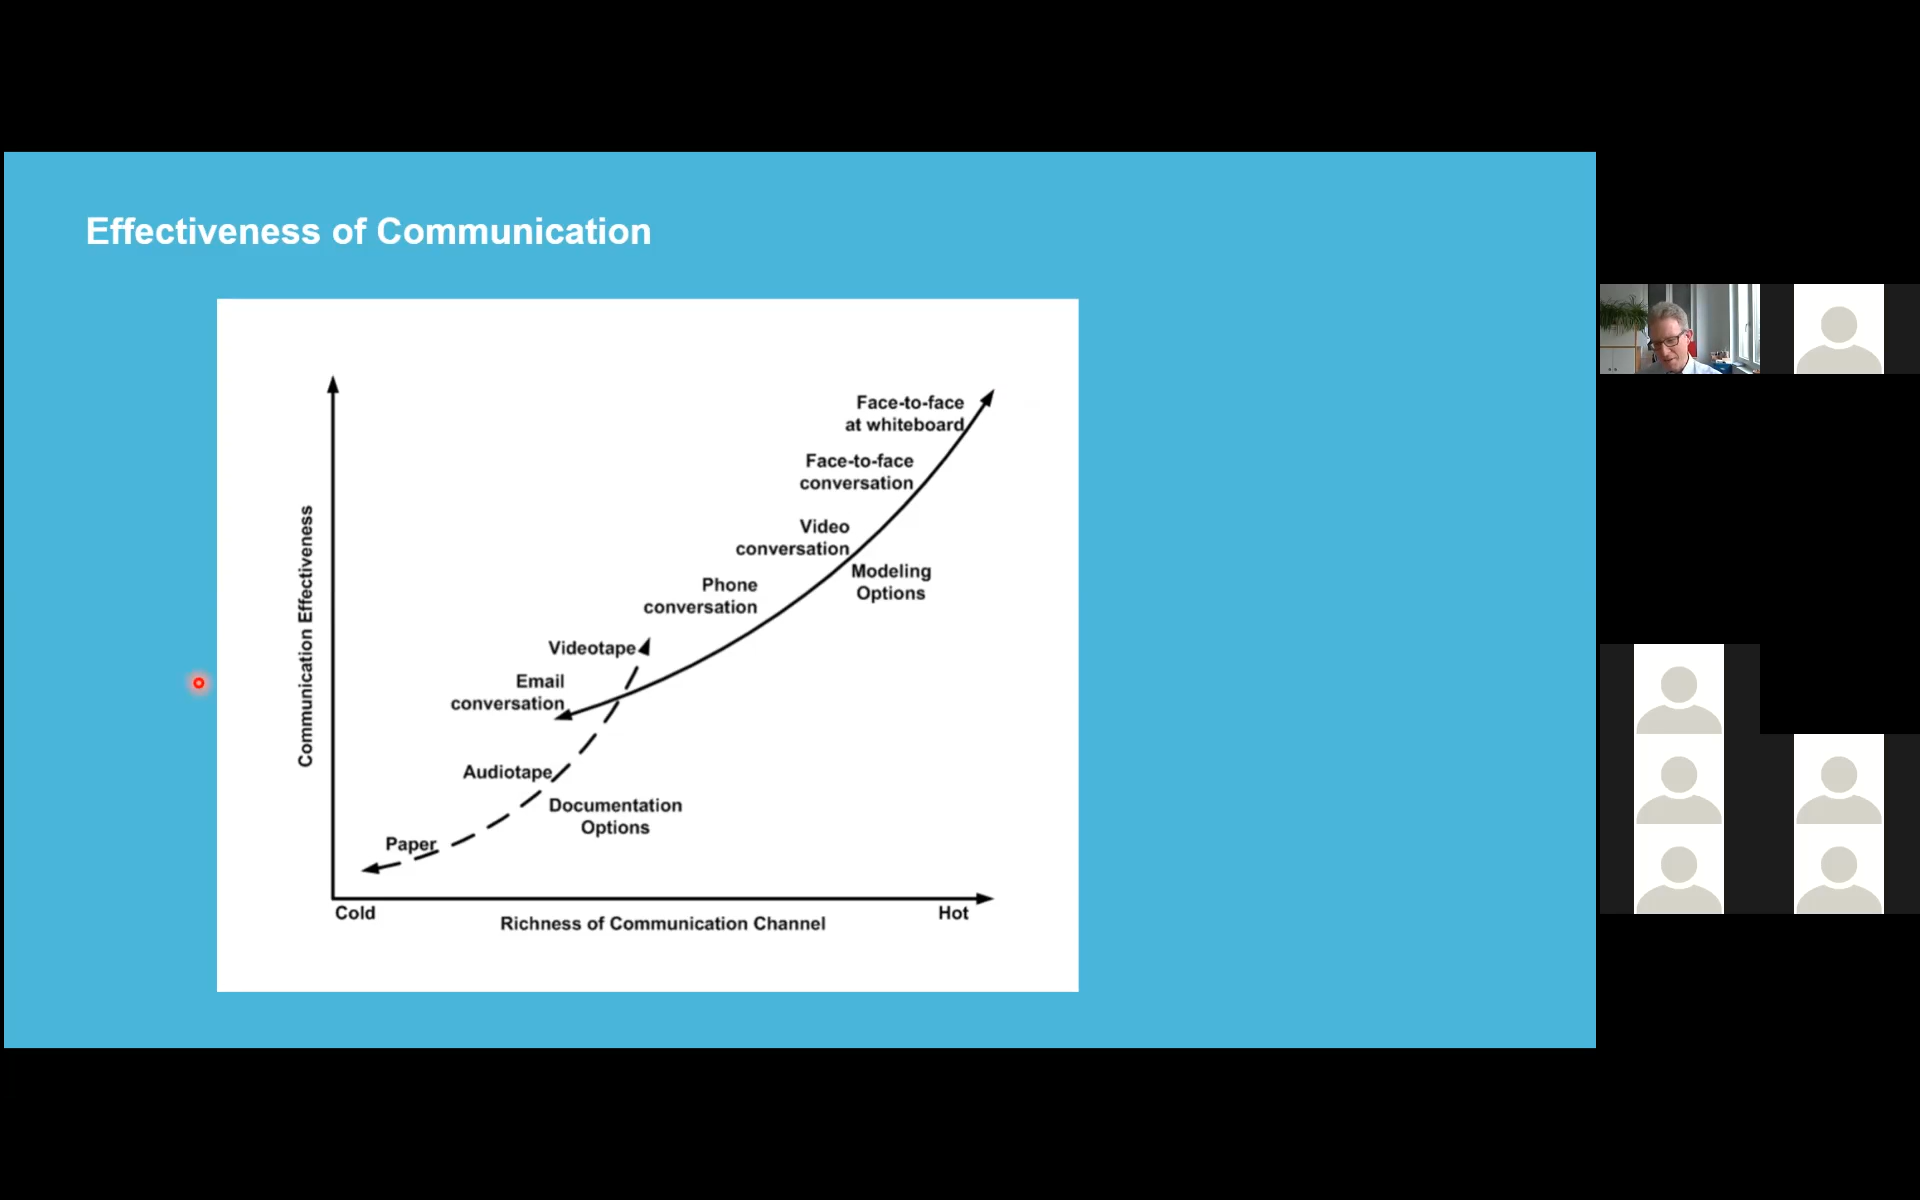 Effectiveness of Communication
Face-to-face
at whiteboard
Face-to-face
conversation
Video
conversation
Modeling
Options
Phone
conversation
Videotape
Email
conversation
Communication Effectiveness
Audiotape
Documentation
Options
Paper
Cold
Hot
Richness of Communication Channel